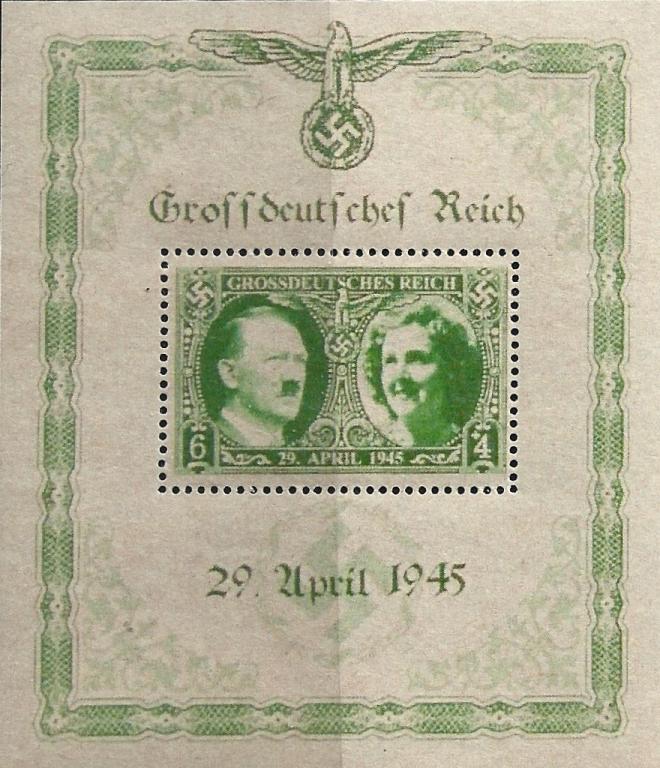 Grossdeutsches Reich
GROSSDEUTSCHES REICH
6
4
29. APRIL 1945
29. April 1945